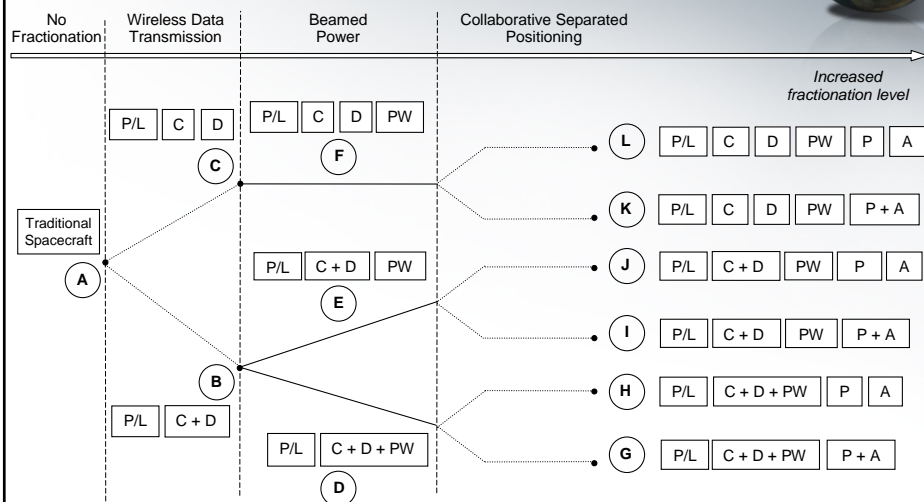 No
Fractionation
Wireless Data
Transmission
Beamed
Power
Collaborative Separated
Positioning
Increased
fractionation level
P/L C D
C
P/L C D PW
F
L P/L C D PW P A
K P/L C D PW P + A
Traditional
Spacecraft
A
P/L C + D PW
E
J P/L C + D PW P A
I P/L C + D PW P + A
B
P/L C + D
P/L C + D + PW
D
H P/L C + D + PW P A
G P/L C + D + PW P + A